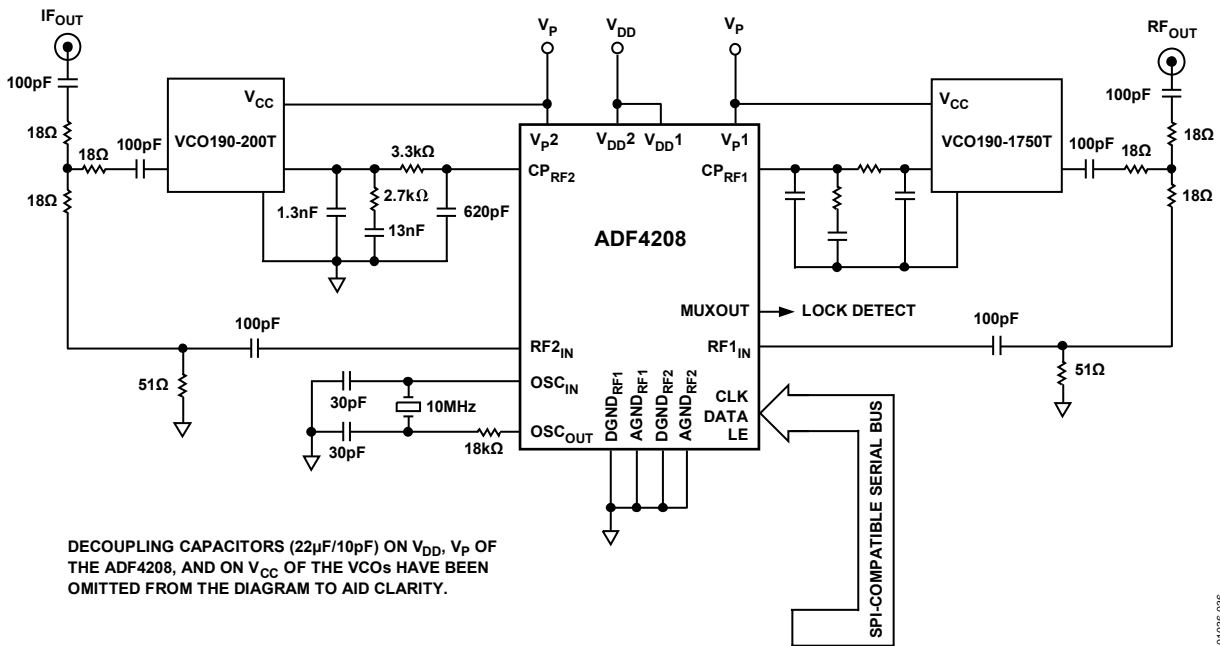 IFOUT
VP
VDD
VP
RFOUT
100pF
VCC
VCC
100pF
18Ω
100pF
VCO190-200T
VP2
VDD2
VDD1
VP1
VCO190-1750T
100pF
18Ω
18Ω
3.3kΩ
CPRF2
CPRF1
18Ω
18Ω
18Ω
1.3nF
2.7kΩ
620pF
13nF
ADF4208
MUXOUT
LOCK DETECT
100pF
100pF
RF2IN
RF1IN
51Ω
51Ω
OSCIN
30pF
10MHz
OSCOUT
30pF
18kΩ
DGNDRF1
AGNDRF1
DGNDRF2
AGNDRF2
CLK
DATA
LE
SPI-COMPATIBLE SERIAL BUS
DECOUPLING CAPACITORS (22µF/10pF) ON VDD, VP OF
THE ADF4208, AND ON VCC OF THE VCOs HAVE BEEN
OMITTED FROM THE DIAGRAM TO AID CLARITY.